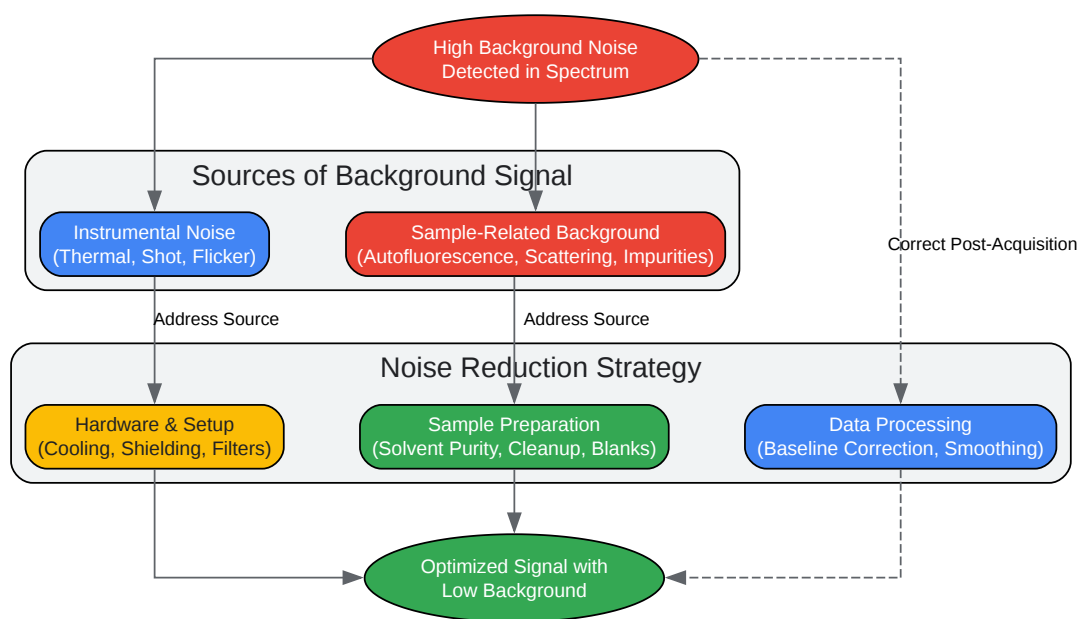 High Background Noise
Detected in Spectrum
Sources of Background Signal
Instrumental Noise
(Thermal, Shot, Flicker)
Sample-Related Background
(Autofluorescence, Scattering, Impurities)
Correct Post-Acquisition
Address Source
Address Source
Noise Reduction Strategy
Hardware & Setup
(Cooling, Shielding, Filters)
Sample Preparation
(Solvent Purity, Cleanup, Blanks)
Data Processing
(Baseline Correction, Smoothing)
Optimized Signal with
Low Background